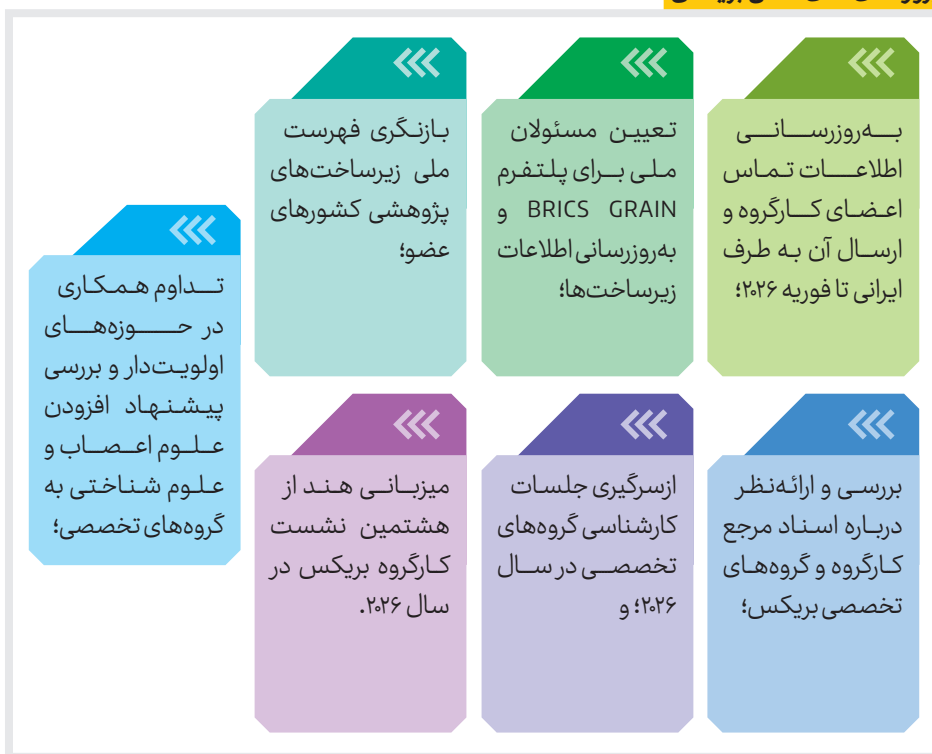 به‌روزرسانی
اطلاعات تماس
اعضای کارگروه و
ارسال آن به طرف
ایرانی تا فوریه ۲۰۲۶؛
تعیین مسئولان
ملی برای پلتفرم
BRICS GRAIN و
به‌روزرسانی اطلاعات
زیرساخت‌ها؛
بازنگری فهرست
ملی زیرساخت‌های
پژوهشی کشورهای
عضو؛
تداوم همکاری
در حوزه‌های
اولویت‌دار و بررسی
پیشنهاد افزودن
علوم اعصاب و
علوم شناختی به
گروه‌های تخصصی؛
بررسی و ارائه‌نظر
درباره اسناد مرجع
کارگروه و گروه‌های
تخصصی بریکس؛
ازسرگیری جلسات
کارشناسی گروه‌های
تخصصی در سال
۲۰۲۶؛ و
میزبانی هند از
هشتمین نشست
کارگروه بریکس در
سال ۲۰۲۶.